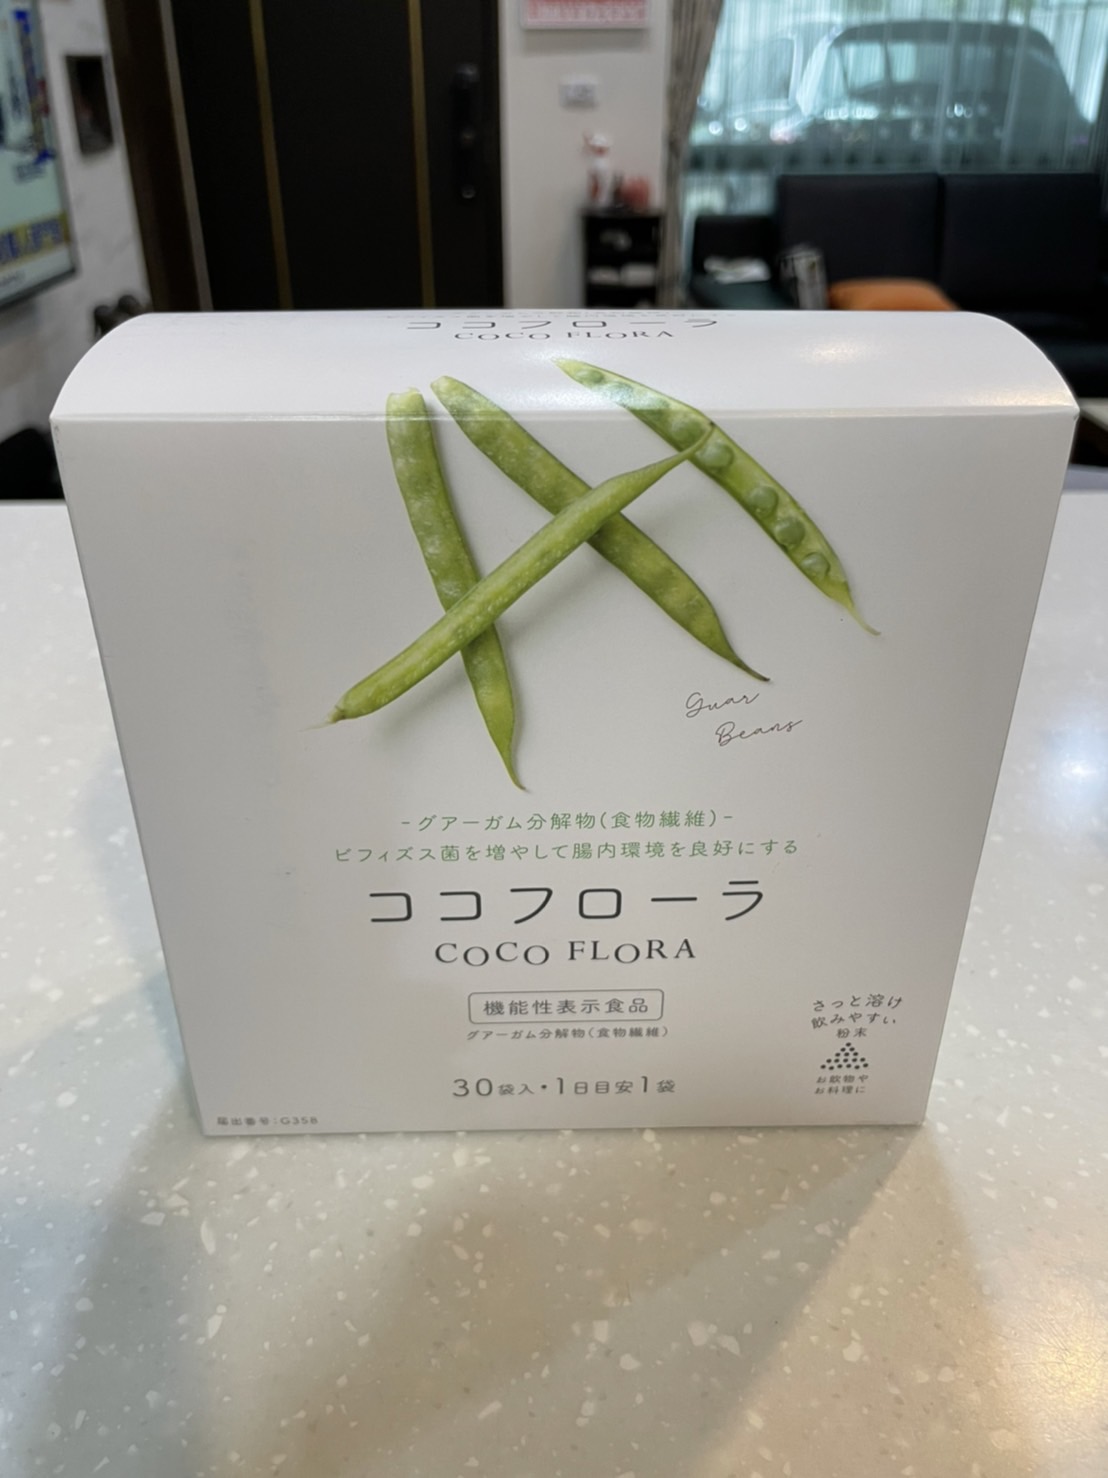 ココフローラ
COCO FLORA
Guar
Beans
-グアーガム分解物(食物繊維)-
ビフィズス菌を増やして腸内環境を良好にする
ココフローラ
COCO FLORA
機能性表示食品
グアーガム分解物(食物繊維)
30袋入・1日目安1袋
さっと溶け
飲みやすい
粉末
お飲物や
お料理に
届出番号:G358